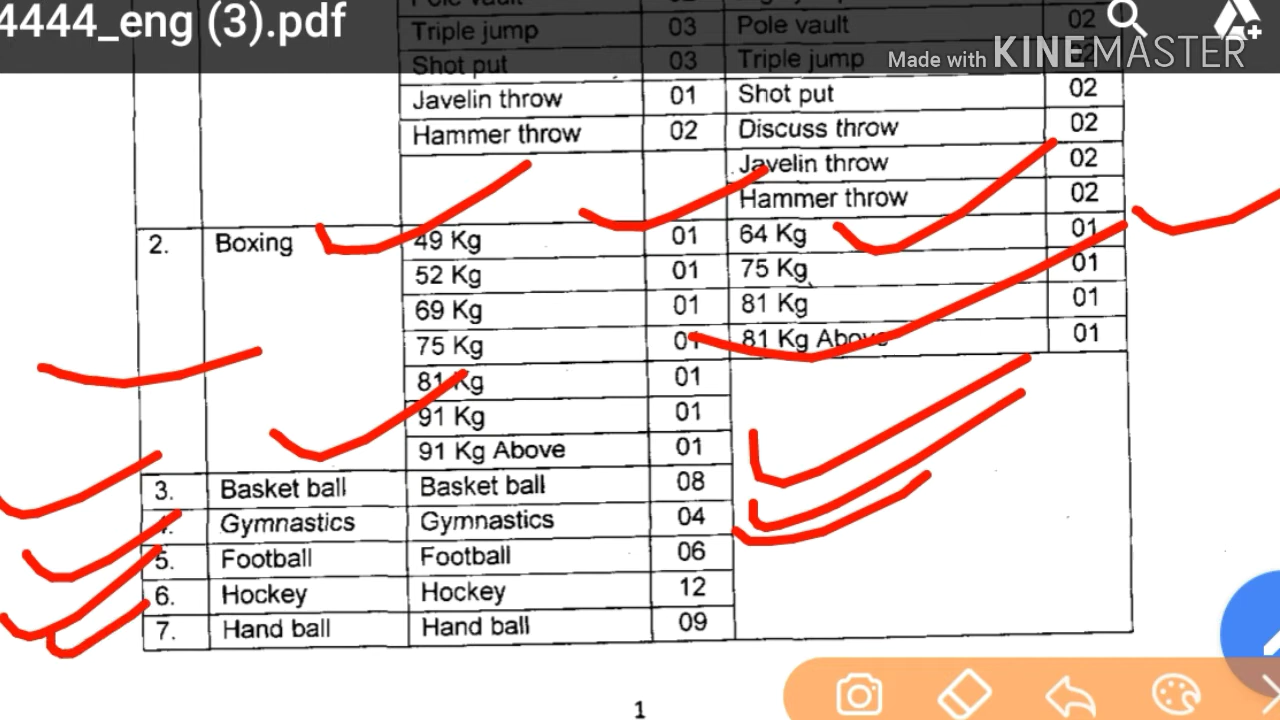 4444_eng (3).pdf
Made with KINEMASTER
Triple jump 03 Pole vault 02
Shot put 03 Triple jump
Javelin throw 01 Shot put 02
Hammer throw 02 Discuss throw 02
Javelin throw 02
Hammer throw 02
2. Boxing 49 Kg 01 64 Kg 01
52 Kg 01 75 Kg 01
69 Kg 01 81 Kg 01
75 Kg 01 81 Kg Above 01
81 Kg 01
91 Kg 01
91 Kg Above 01
3. Basket ball Basket ball 08
4. Gymnastics Gymnastics 04
5. Football Football 06
6. Hockey Hockey 12
7. Hand ball Hand ball 09
1